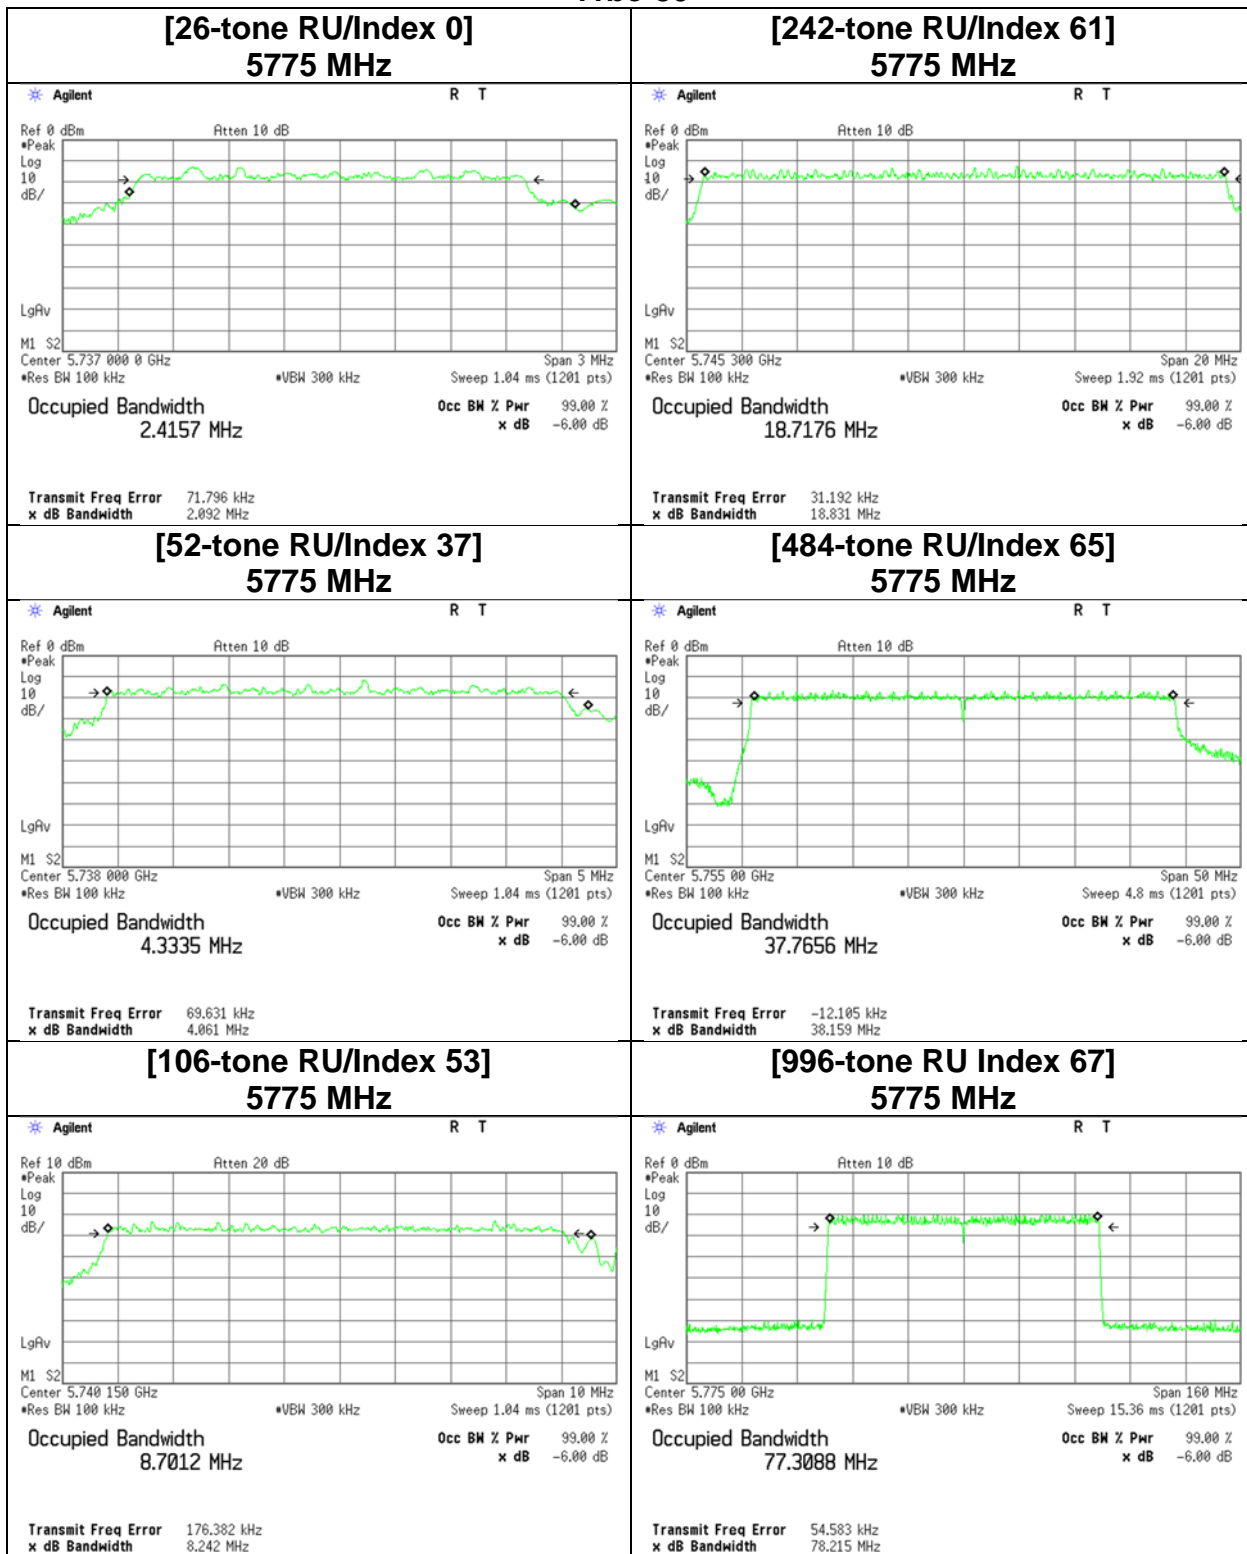 [26-tone RU/Index 0]
5775 MHz
Agilent R T
Ref 0 dBm Atten 10 dB
#Peak
Log
10
dB/
LgAv
M1 S2
Center 5.737 000 0 GHz Span 3 MHz
#Res BW 100 kHz #VBW 300 kHz Sweep 1.04 ms (1201 pts)
Occupied Bandwidth Occ BW % Pwr 99.00 %
2.4157 MHz x dB -6.00 dB
Transmit Freq Error 71.796 kHz
x dB Bandwidth 2.092 MHz
[242-tone RU/Index 61]
5775 MHz
Agilent R T
Ref 0 dBm Atten 10 dB
#Peak
Log
10
dB/
LgAv
M1 S2
Center 5.745 300 GHz Span 20 MHz
#Res BW 100 kHz #VBW 300 kHz Sweep 1.92 ms (1201 pts)
Occupied Bandwidth Occ BW % Pwr 99.00 %
18.7176 MHz x dB -6.00 dB
Transmit Freq Error 31.192 kHz
x dB Bandwidth 18.831 MHz
[52-tone RU/Index 37]
5775 MHz
Agilent R T
Ref 0 dBm Atten 10 dB
#Peak
Log
10
dB/
LgAv
M1 S2
Center 5.738 000 GHz Span 5 MHz
#Res BW 100 kHz #VBW 300 kHz Sweep 1.04 ms (1201 pts)
Occupied Bandwidth Occ BW % Pwr 99.00 %
4.3335 MHz x dB -6.00 dB
Transmit Freq Error 69.631 kHz
x dB Bandwidth 4.061 MHz
[484-tone RU/Index 65]
5775 MHz
Agilent R T
Ref 0 dBm Atten 10 dB
#Peak
Log
10
dB/
LgAv
M1 S2
Center 5.755 00 GHz Span 50 MHz
#Res BW 100 kHz #VBW 300 kHz Sweep 4.8 ms (1201 pts)
Occupied Bandwidth Occ BW % Pwr 99.00 %
37.7656 MHz x dB -6.00 dB
Transmit Freq Error -12.105 kHz
x dB Bandwidth 38.159 MHz
[106-tone RU/Index 53]
5775 MHz
Agilent R T
Ref 10 dBm Atten 20 dB
#Peak
Log
10
dB/
LgAv
M1 S2
Center 5.740 150 GHz Span 10 MHz
#Res BW 100 kHz #VBW 300 kHz Sweep 1.04 ms (1201 pts)
Occupied Bandwidth Occ BW % Pwr 99.00 %
8.7012 MHz x dB -6.00 dB
Transmit Freq Error 176.382 kHz
x dB Bandwidth 8.242 MHz
[996-tone RU Index 67]
5775 MHz
Agilent R T
Ref 0 dBm Atten 10 dB
#Peak
Log
10
dB/
LgAv
M1 S2
Center 5.775 00 GHz Span 160 MHz
#Res BW 100 kHz #VBW 300 kHz Sweep 15.36 ms (1201 pts)
Occupied Bandwidth Occ BW % Pwr 99.00 %
77.3088 MHz x dB -6.00 dB
Transmit Freq Error 54.583 kHz
x dB Bandwidth 78.215 MHz